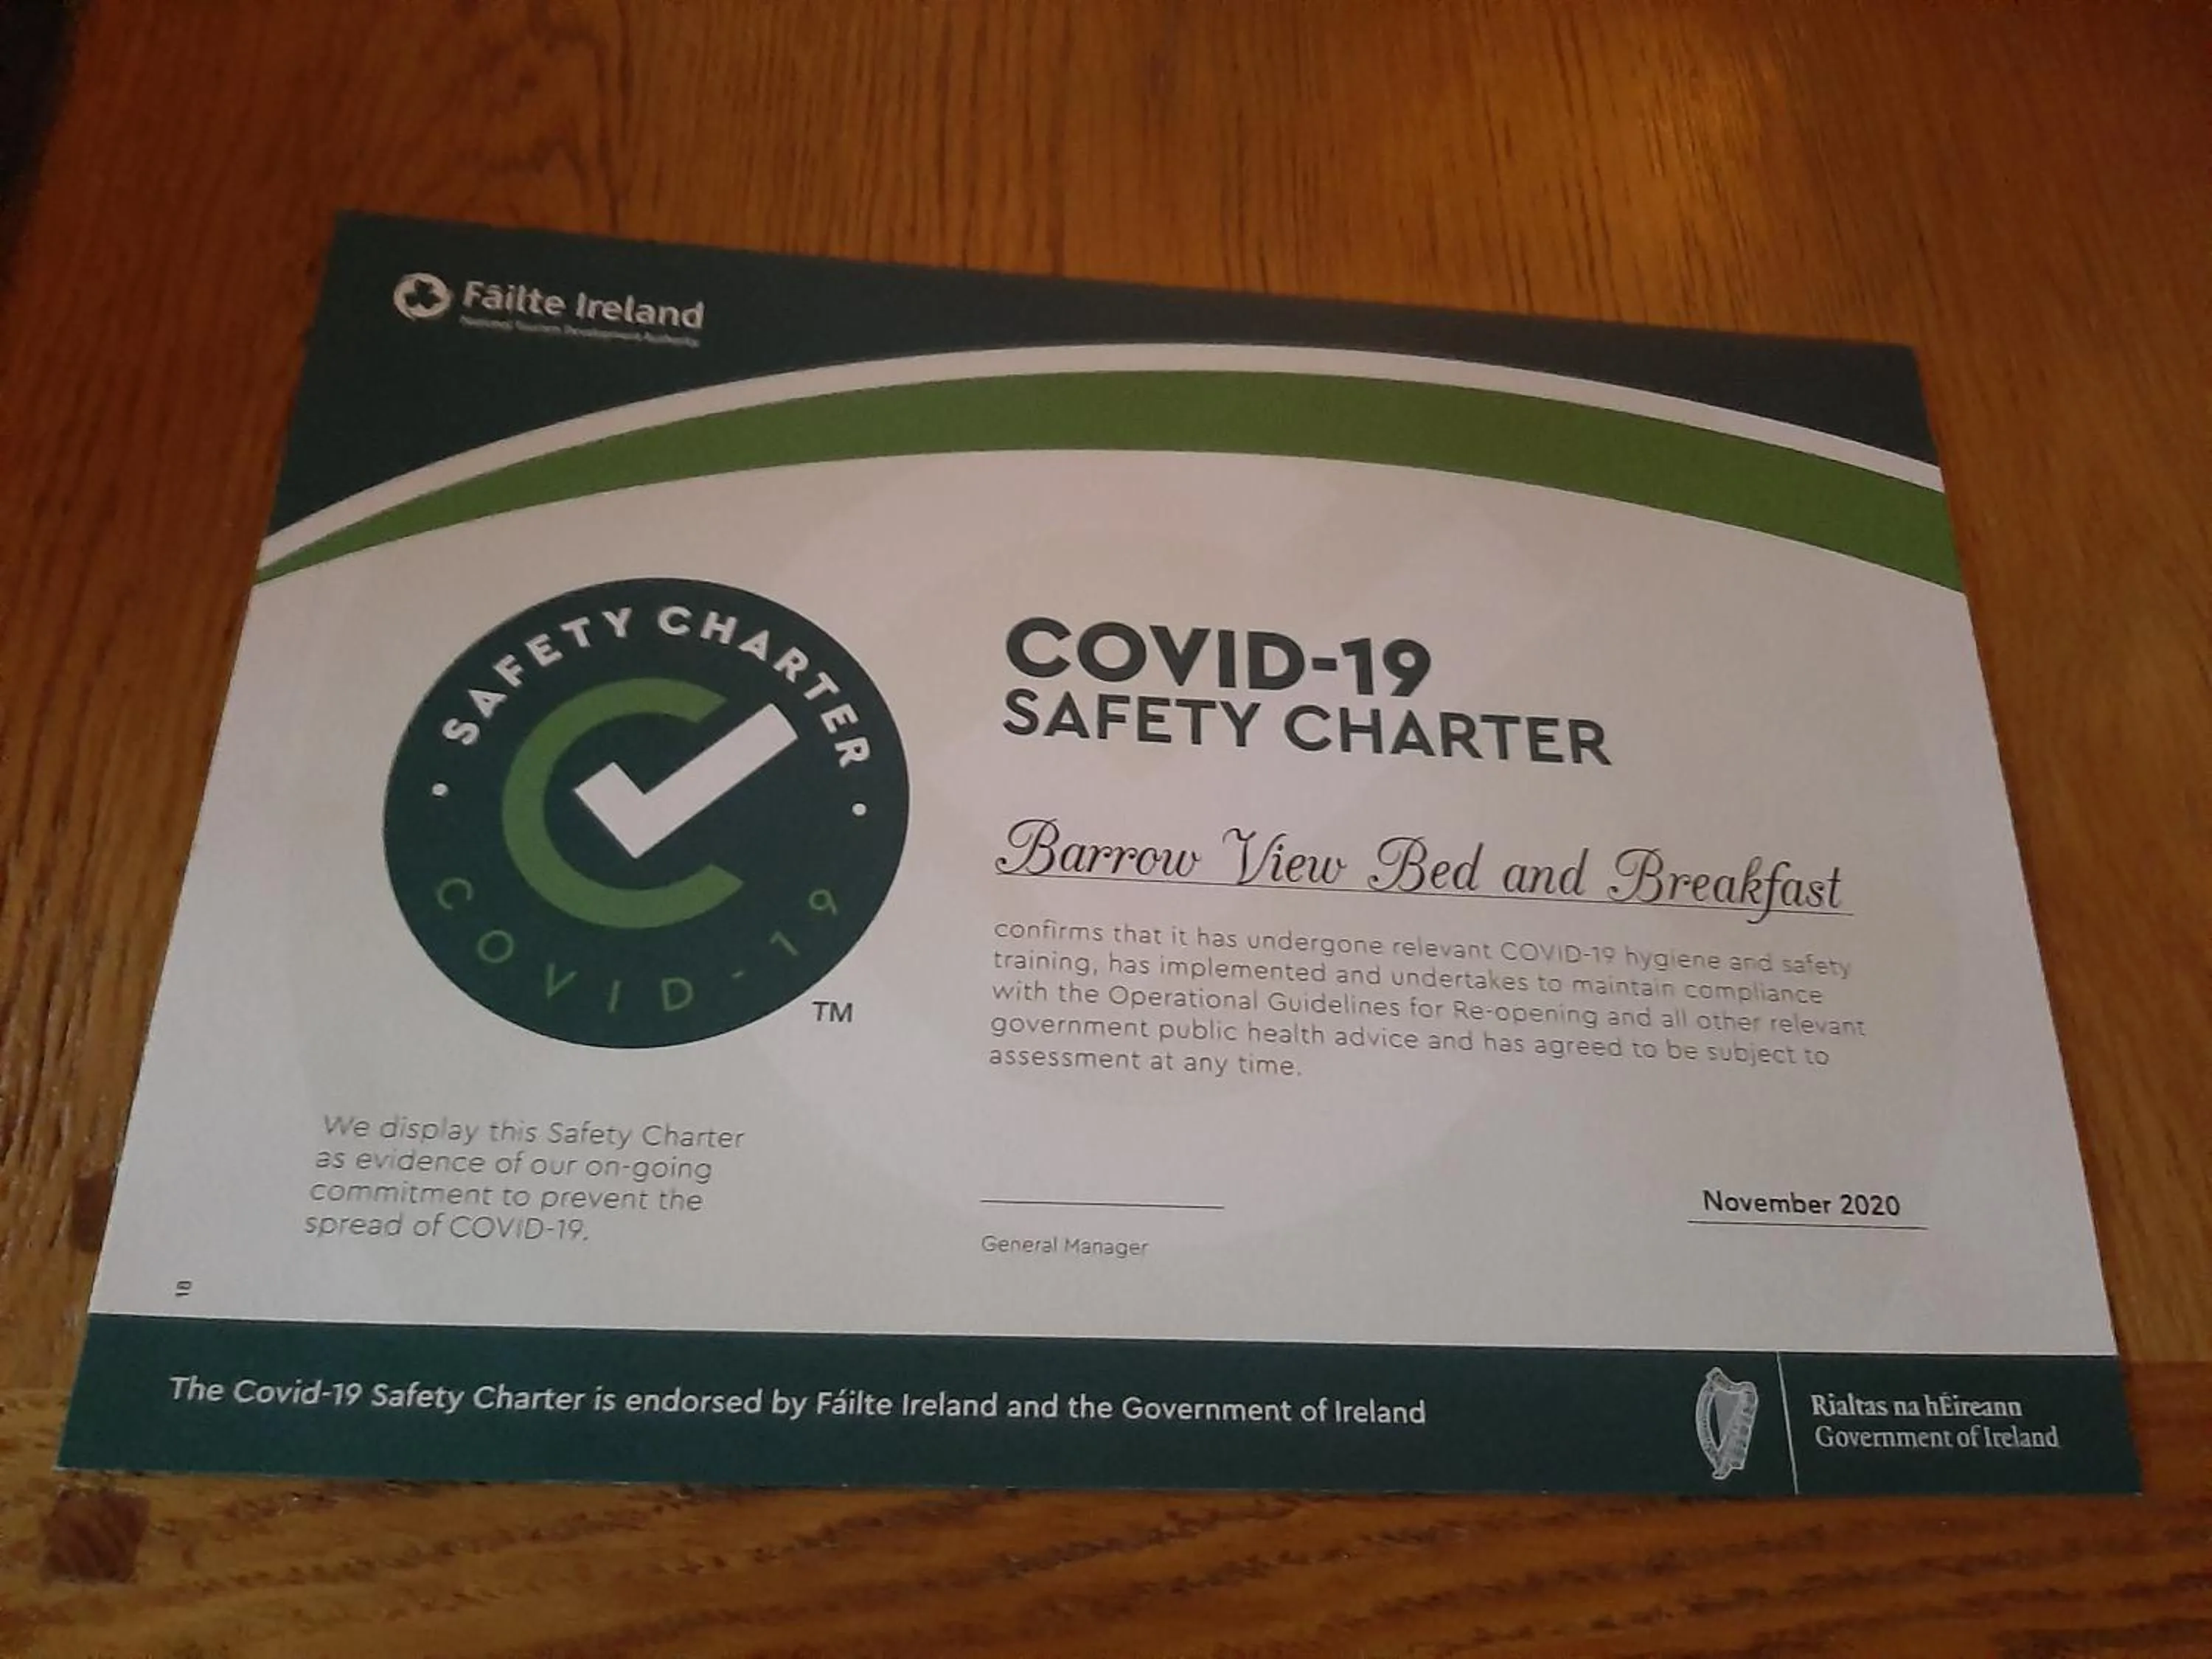 Fáilte Ireland
National Tourism Development Authority
SAFETY CHARTER
COVID-19
TM
COVID-19
SAFETY CHARTER
Barrow View Bed and Breakfast
confirms that it has undergone relevant COVID-19 hygiene and safety
training, has implemented and undertakes to maintain compliance
with the Operational Guidelines for Re-opening and all other relevant
government public health advice and has agreed to be subject to
assessment at any time.
We display this Safety Charter
as evidence of our on-going
commitment to prevent the
spread of COVID-19.
General Manager
November 2020
The Covid-19 Safety Charter is endorsed by Fáilte Ireland and the Government of Ireland
Rialtas na hÉireann
Government of Ireland